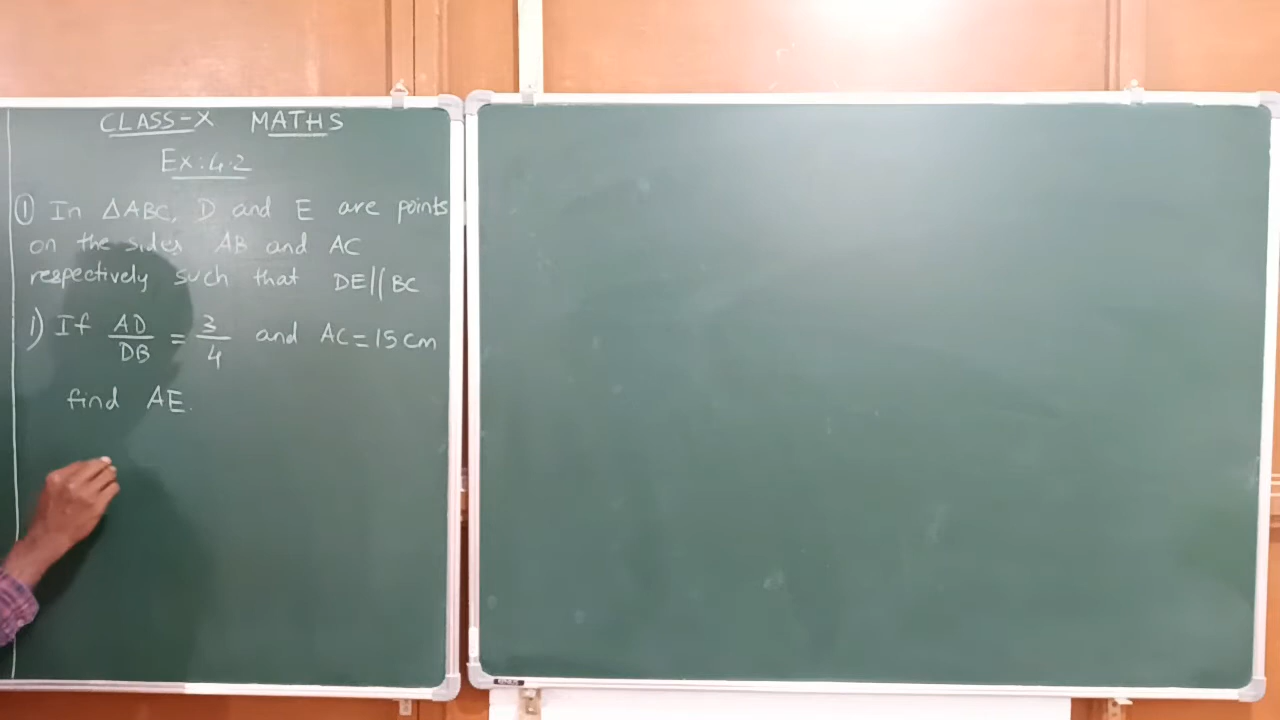 CLASS-X MATHS
Ex:4.2
① In ΔABC, D and E are points
on the sides AB and AC
respectively such that DE||BC
i) If AD/DB = 3/4 and AC=15cm
find AE.